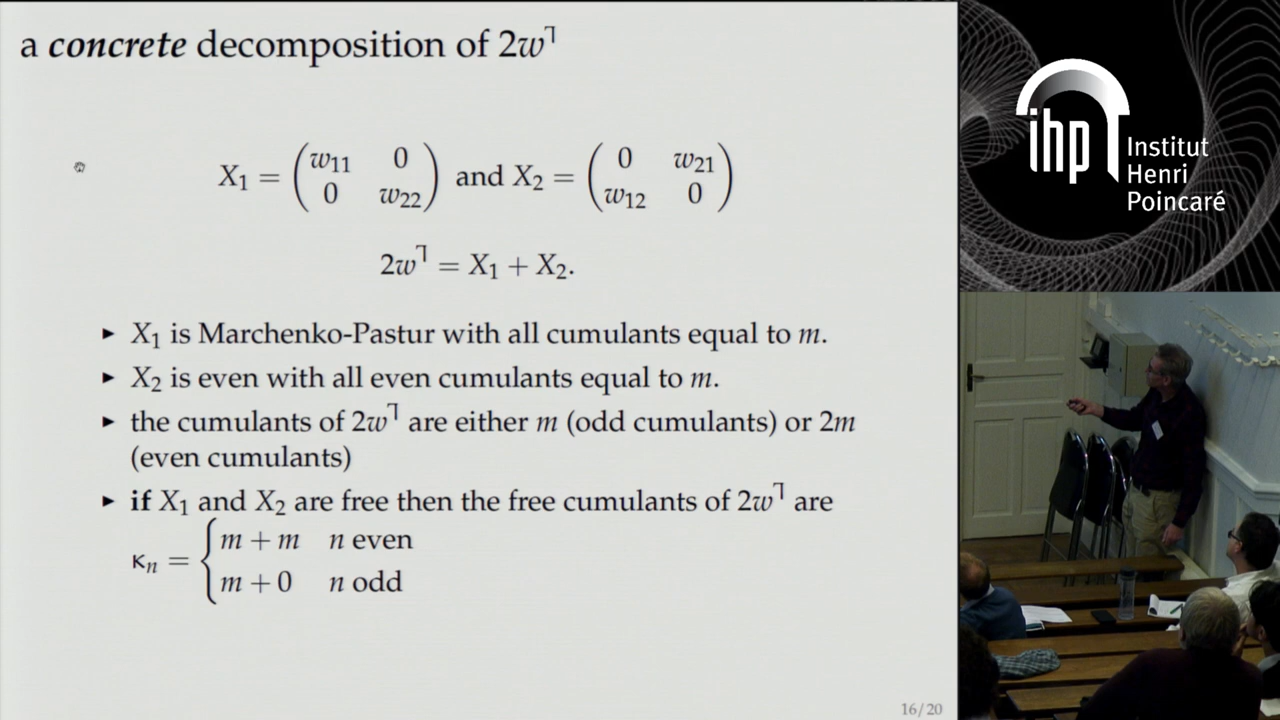 a concrete decomposition of 2w^⅂
X₁ = ( w₁₁ 0 ; 0 w₂₂ ) and X₂ = ( 0 w₂₁ ; w₁₂ 0 )
2w^⅂ = X₁ + X₂.
▸ X₁ is Marchenko-Pastur with all cumulants equal to m.
▸ X₂ is even with all even cumulants equal to m.
▸ the cumulants of 2w^⅂ are either m (odd cumulants) or 2m
(even cumulants)
▸ if X₁ and X₂ are free then the free cumulants of 2w^⅂ are
κₙ = { m + m n even
m + 0 n odd
16/20
ihp
Institut
Henri
Poincaré